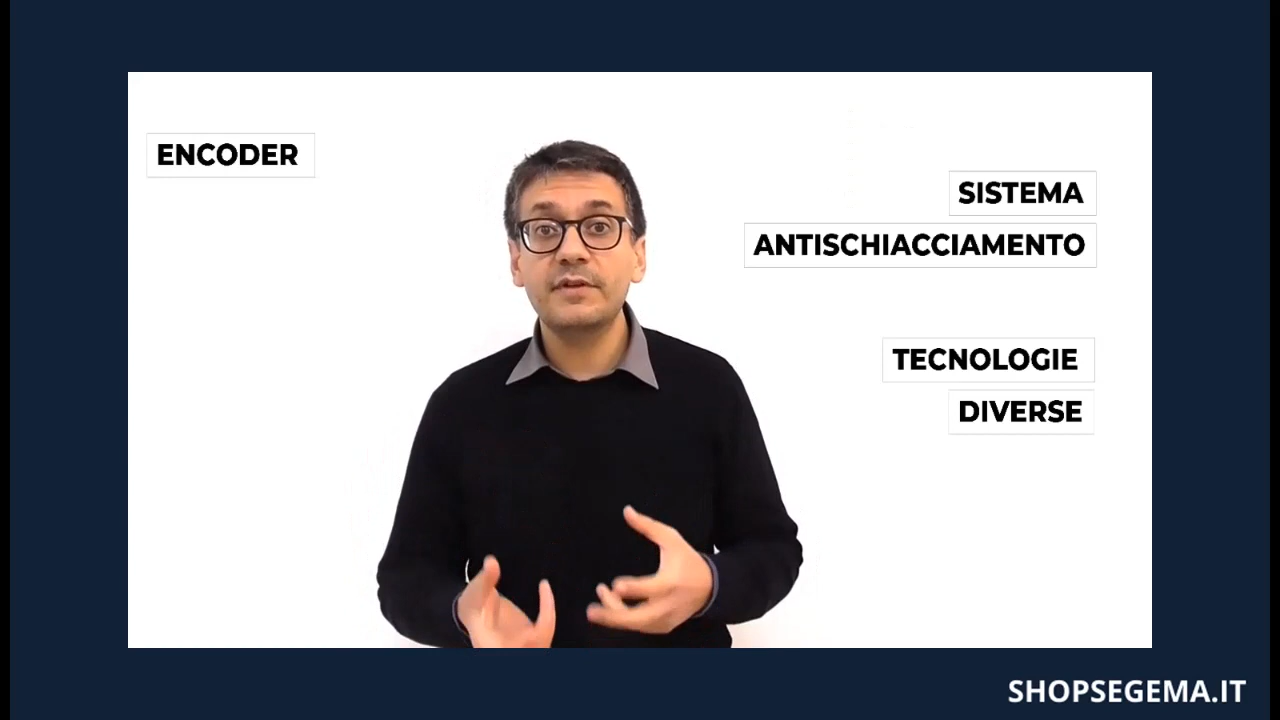 ENCODER
SISTEMA
ANTISCHIACCIAMENTO
TECNOLOGIE
DIVERSE
SHOPSEGEMA.IT